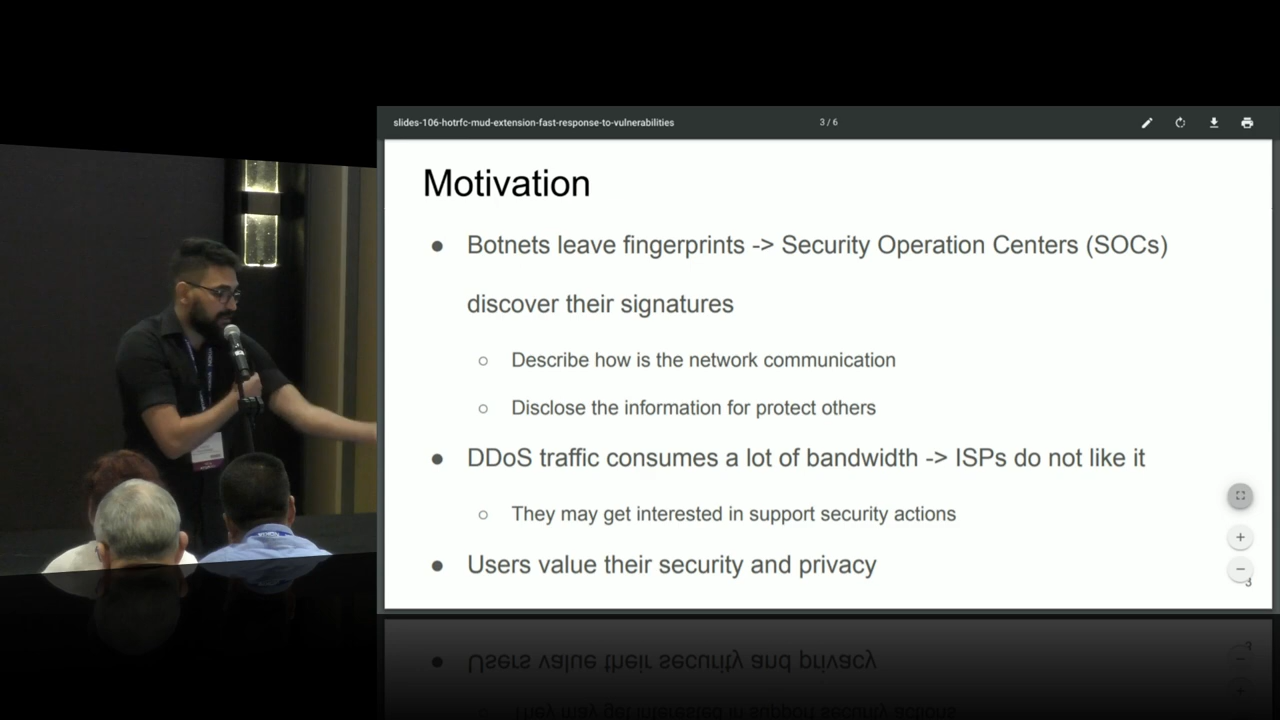 slides-106-hotrfc-mud-extension-fast-response-to-vulnerabilities
3 / 6
Motivation
● Botnets leave fingerprints -> Security Operation Centers (SOCs)
discover their signatures
○ Describe how is the network communication
○ Disclose the information for protect others
● DDoS traffic consumes a lot of bandwidth -> ISPs do not like it
○ They may get interested in support security actions
● Users value their security and privacy
3